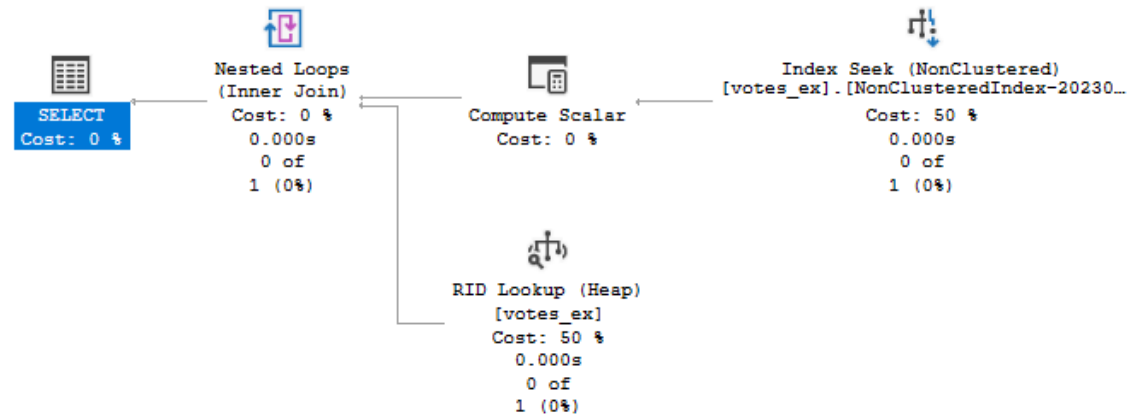 SELECT
Cost: 0 %
Nested Loops
(Inner Join)
Cost: 0 %
0.000s
0 of
1 (0%)
Compute Scalar
Cost: 0 %
Index Seek (NonClustered)
[votes_ex].[NonClusteredIndex-20230…
Cost: 50 %
0.000s
0 of
1 (0%)
RID Lookup (Heap)
[votes_ex]
Cost: 50 %
0.000s
0 of
1 (0%)